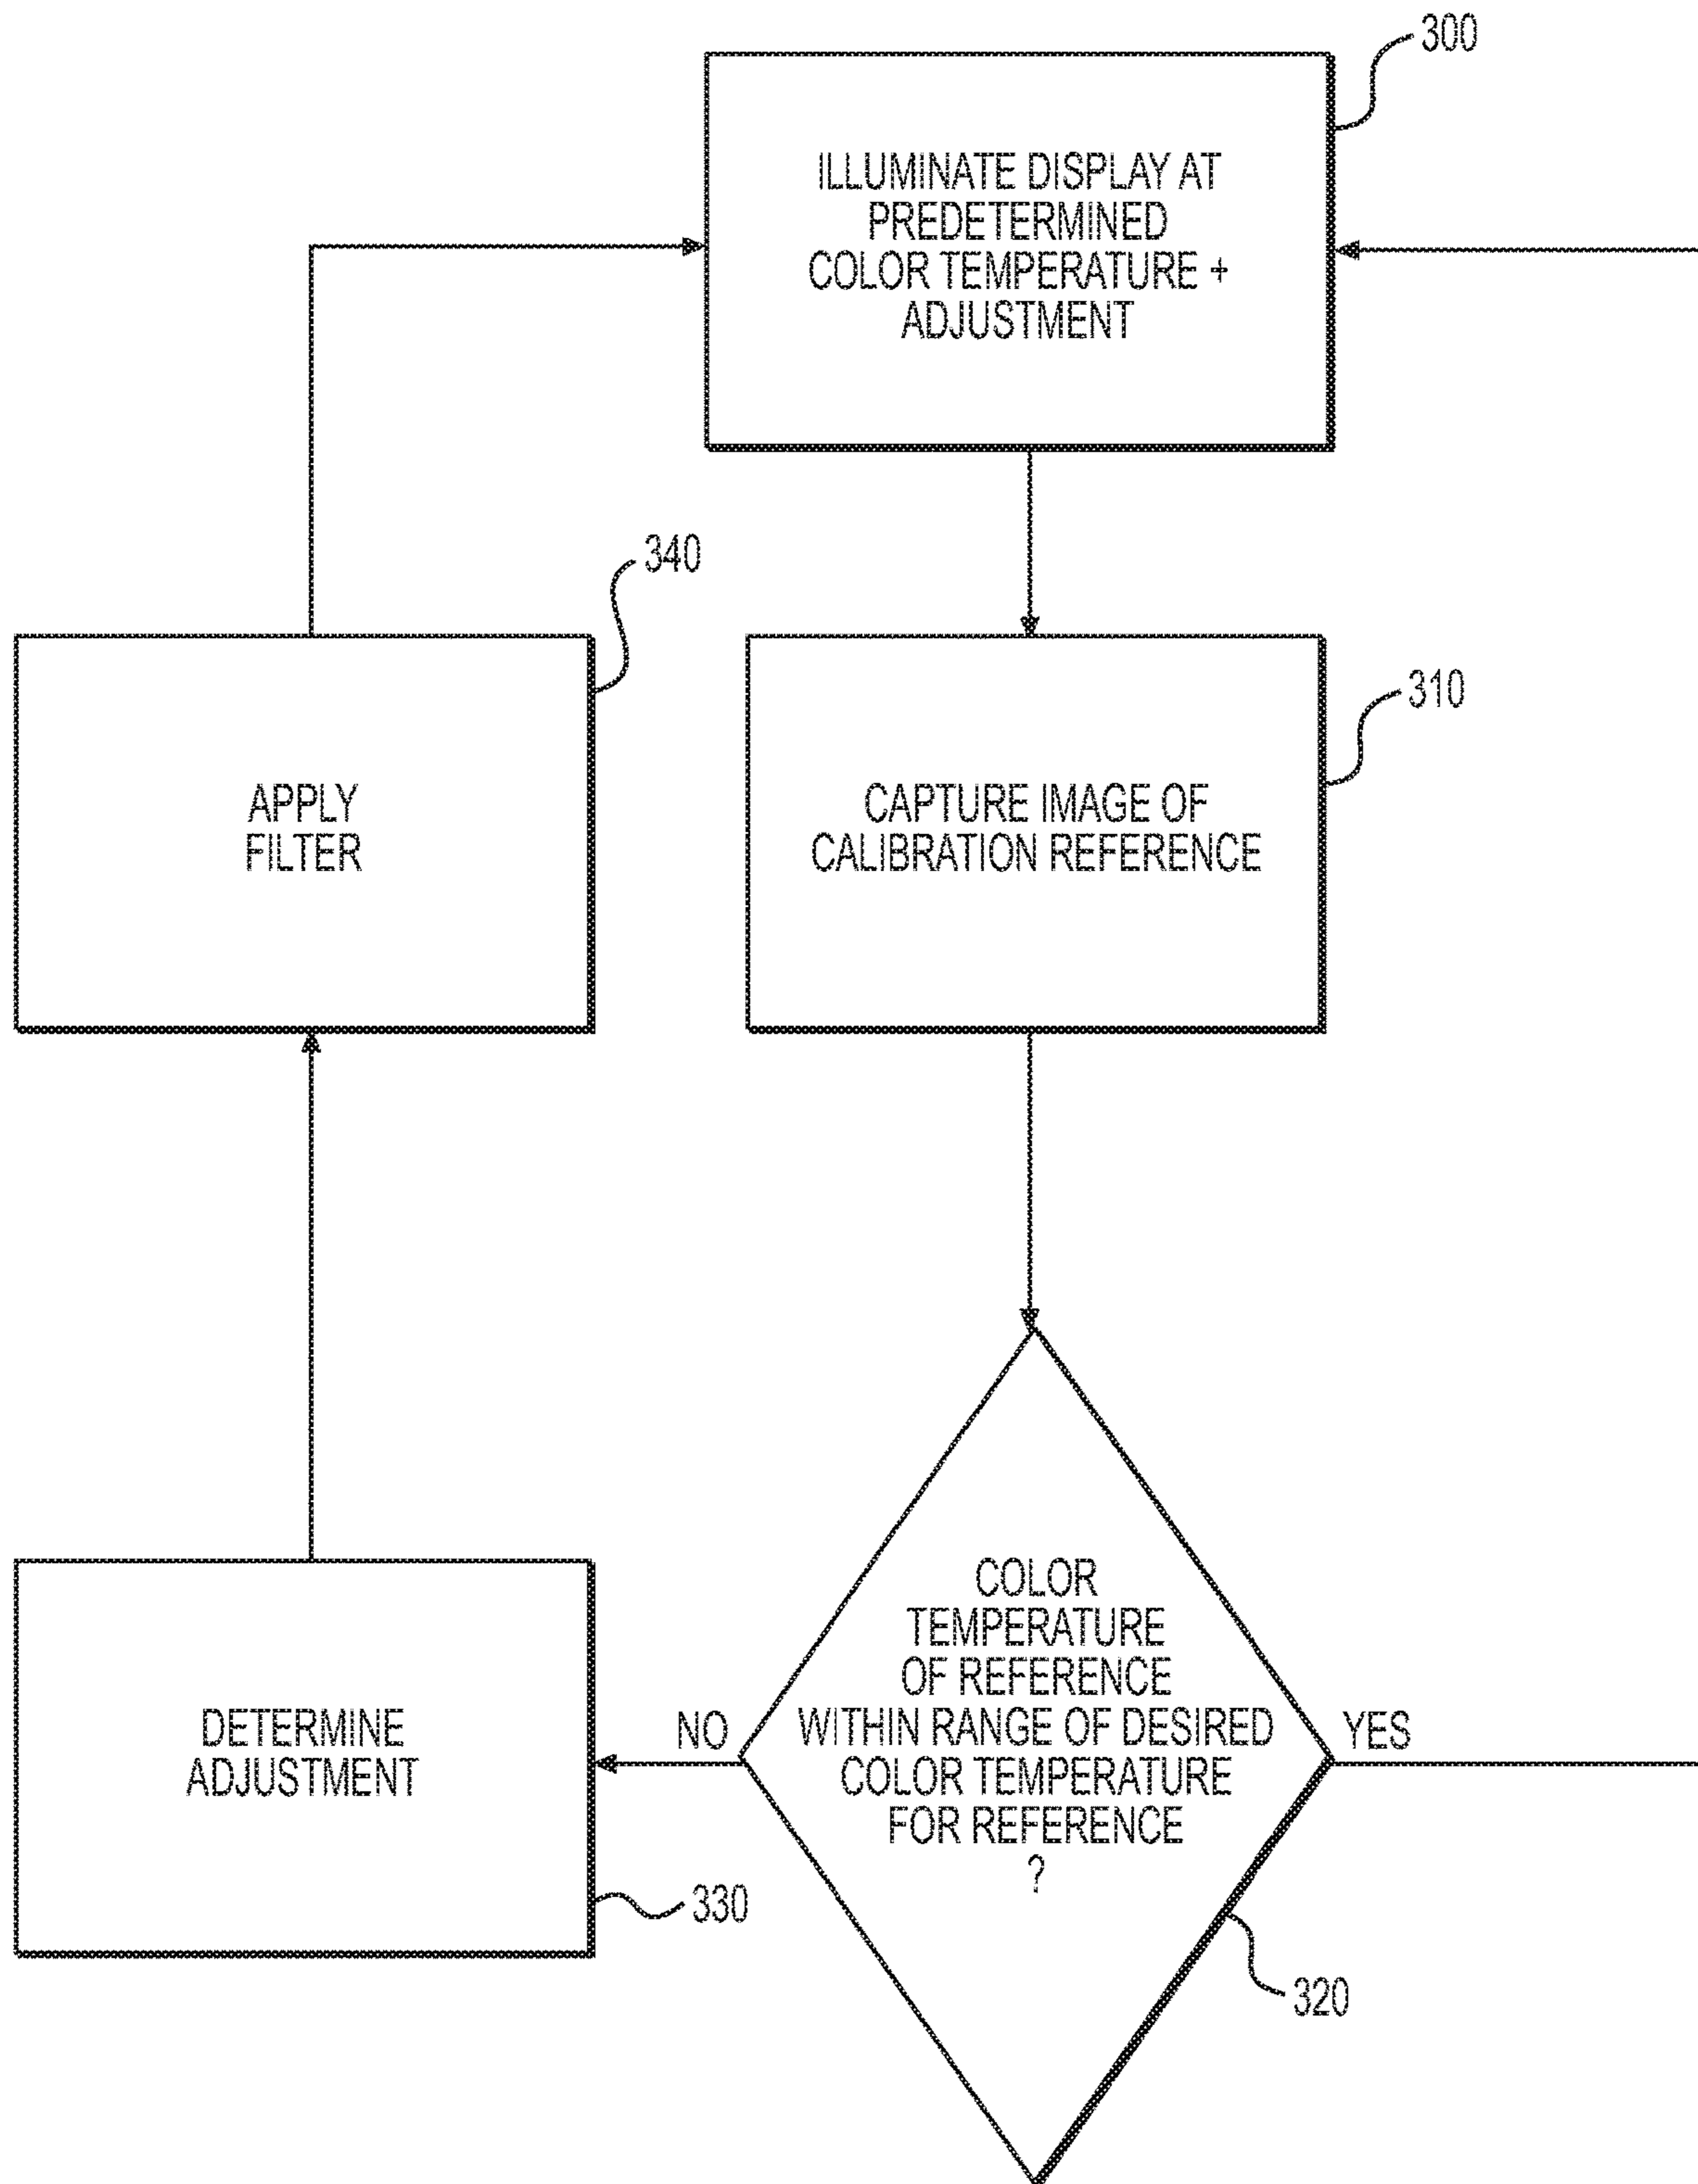 300
ILLUMINATE DISPLAY AT
PREDETERMINED
COLOR TEMPERATURE +
ADJUSTMENT
340
APPLY
FILTER
310
CAPTURE IMAGE OF
CALIBRATION REFERENCE
COLOR
TEMPERATURE
OF REFERENCE
WITHIN RANGE OF DESIRED
COLOR TEMPERATURE
FOR REFERENCE
?
NO
YES
DETERMINE
ADJUSTMENT
330
320